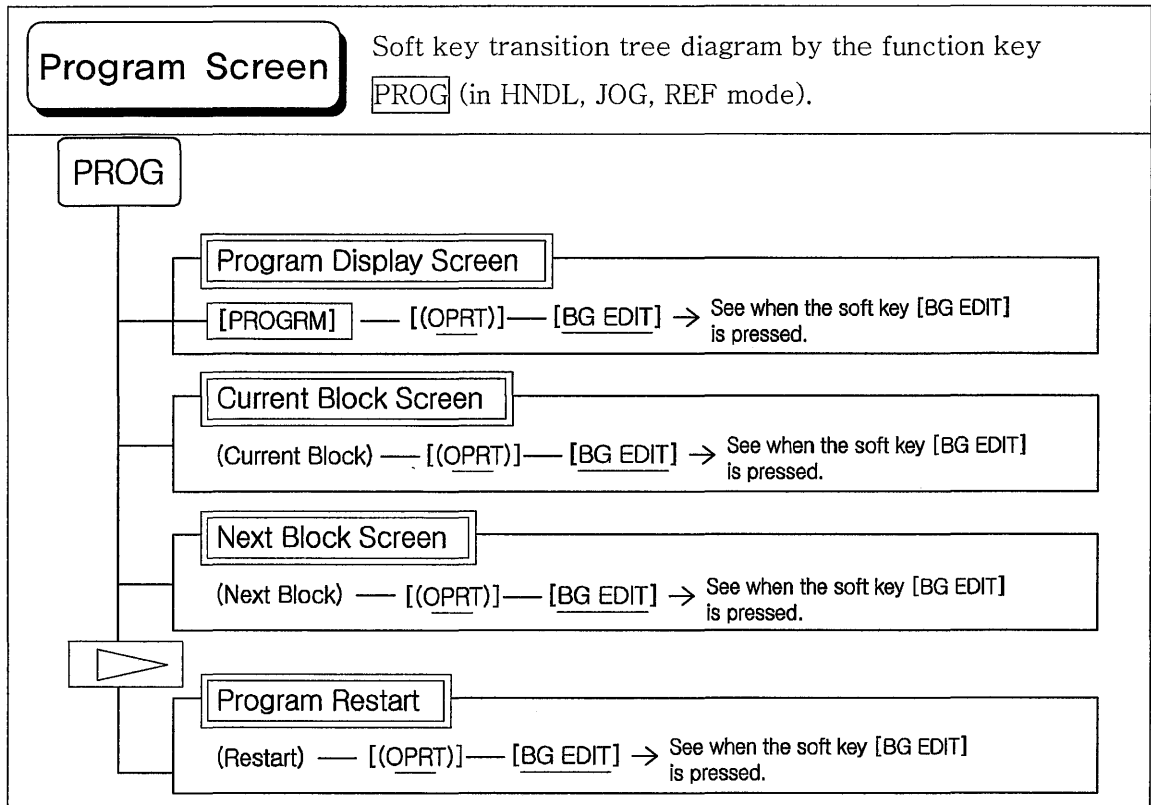 Program Screen
Soft key transition tree diagram by the function key
PROG (in HNDL, JOG, REF mode).
PROG
Program Display Screen
[PROGRM] — [(OPRT)] — [BG EDIT] → See when the soft key [BG EDIT]
is pressed.
Current Block Screen
(Current Block) — [(OPRT)] — [BG EDIT] → See when the soft key [BG EDIT]
is pressed.
Next Block Screen
(Next Block) — [(OPRT)] — [BG EDIT] → See when the soft key [BG EDIT]
is pressed.
Program Restart
(Restart) — [(OPRT)] — [BG EDIT] → See when the soft key [BG EDIT]
is pressed.